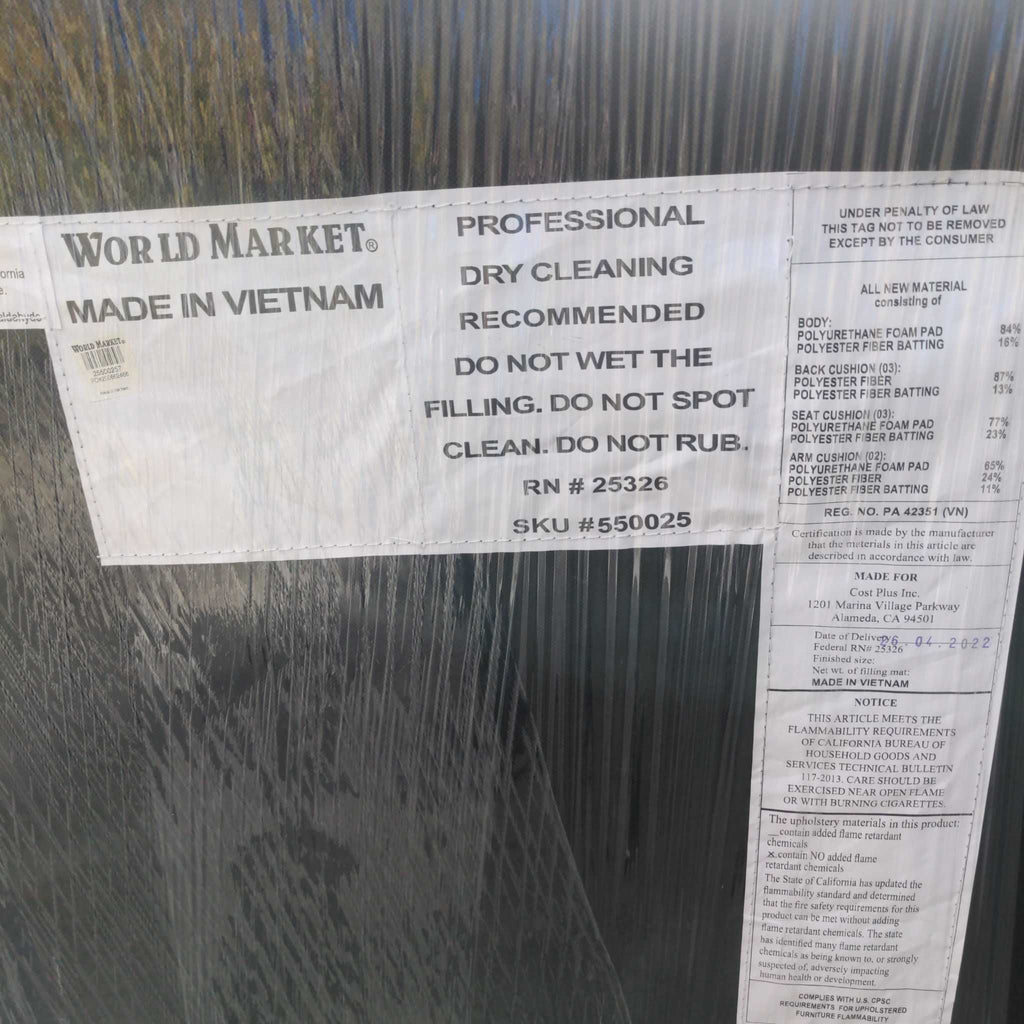 ornia
e.
WORLD MARKET®
MADE IN VIETNAM
WORLD MARKET®
PROFESSIONAL
DRY CLEANING
RECOMMENDED
DO NOT WET THE
FILLING. DO NOT SPOT
CLEAN. DO NOT RUB.
RN # 25326
SKU #550025
UNDER PENALTY OF LAW
THIS TAG NOT TO BE REMOVED
EXCEPT BY THE CONSUMER
ALL NEW MATERIAL
consisting of
BODY:
POLYURETHANE FOAM PAD 84%
POLYESTER FIBER BATTING 16%
BACK CUSHION (03):
POLYESTER FIBER 87%
POLYESTER FIBER BATTING 13%
SEAT CUSHION (03):
POLYURETHANE FOAM PAD 77%
POLYESTER FIBER BATTING 23%
ARM CUSHION (02):
POLYURETHANE FOAM PAD 65%
POLYESTER FIBER 24%
POLYESTER FIBER BATTING 11%
REG. NO. PA 42351 (VN)
Certification is made by the manufacturer
that the materials in this article are
described in accordance with law.
MADE FOR
Cost Plus Inc.
1201 Marina Village Parkway
Alameda, CA 94501
Date of Delivery: 26.04.2022
Federal RN# 25326
Finished size:
Net wt. of filling mat:
MADE IN VIETNAM
NOTICE
THIS ARTICLE MEETS THE
FLAMMABILITY REQUIREMENTS
OF CALIFORNIA BUREAU OF
HOUSEHOLD GOODS AND
SERVICES TECHNICAL BULLETIN
117-2013. CARE SHOULD BE
EXERCISED NEAR OPEN FLAME
OR WITH BURNING CIGARETTES.
The upholstery materials in this product:
__contain added flame retardant
chemicals
X contain NO added flame
retardant chemicals
The State of California has updated the
flammability standard and determined
that the fire safety requirements for this
product can be met without adding
flame retardant chemicals. The state
has identified many flame retardant
chemicals as being known to, or strongly
suspected of, adversely impacting
human health or development.
COMPLIES WITH U.S. CPSC
REQUIREMENTS FOR UPHOLSTERED
FURNITURE FLAMMABILITY